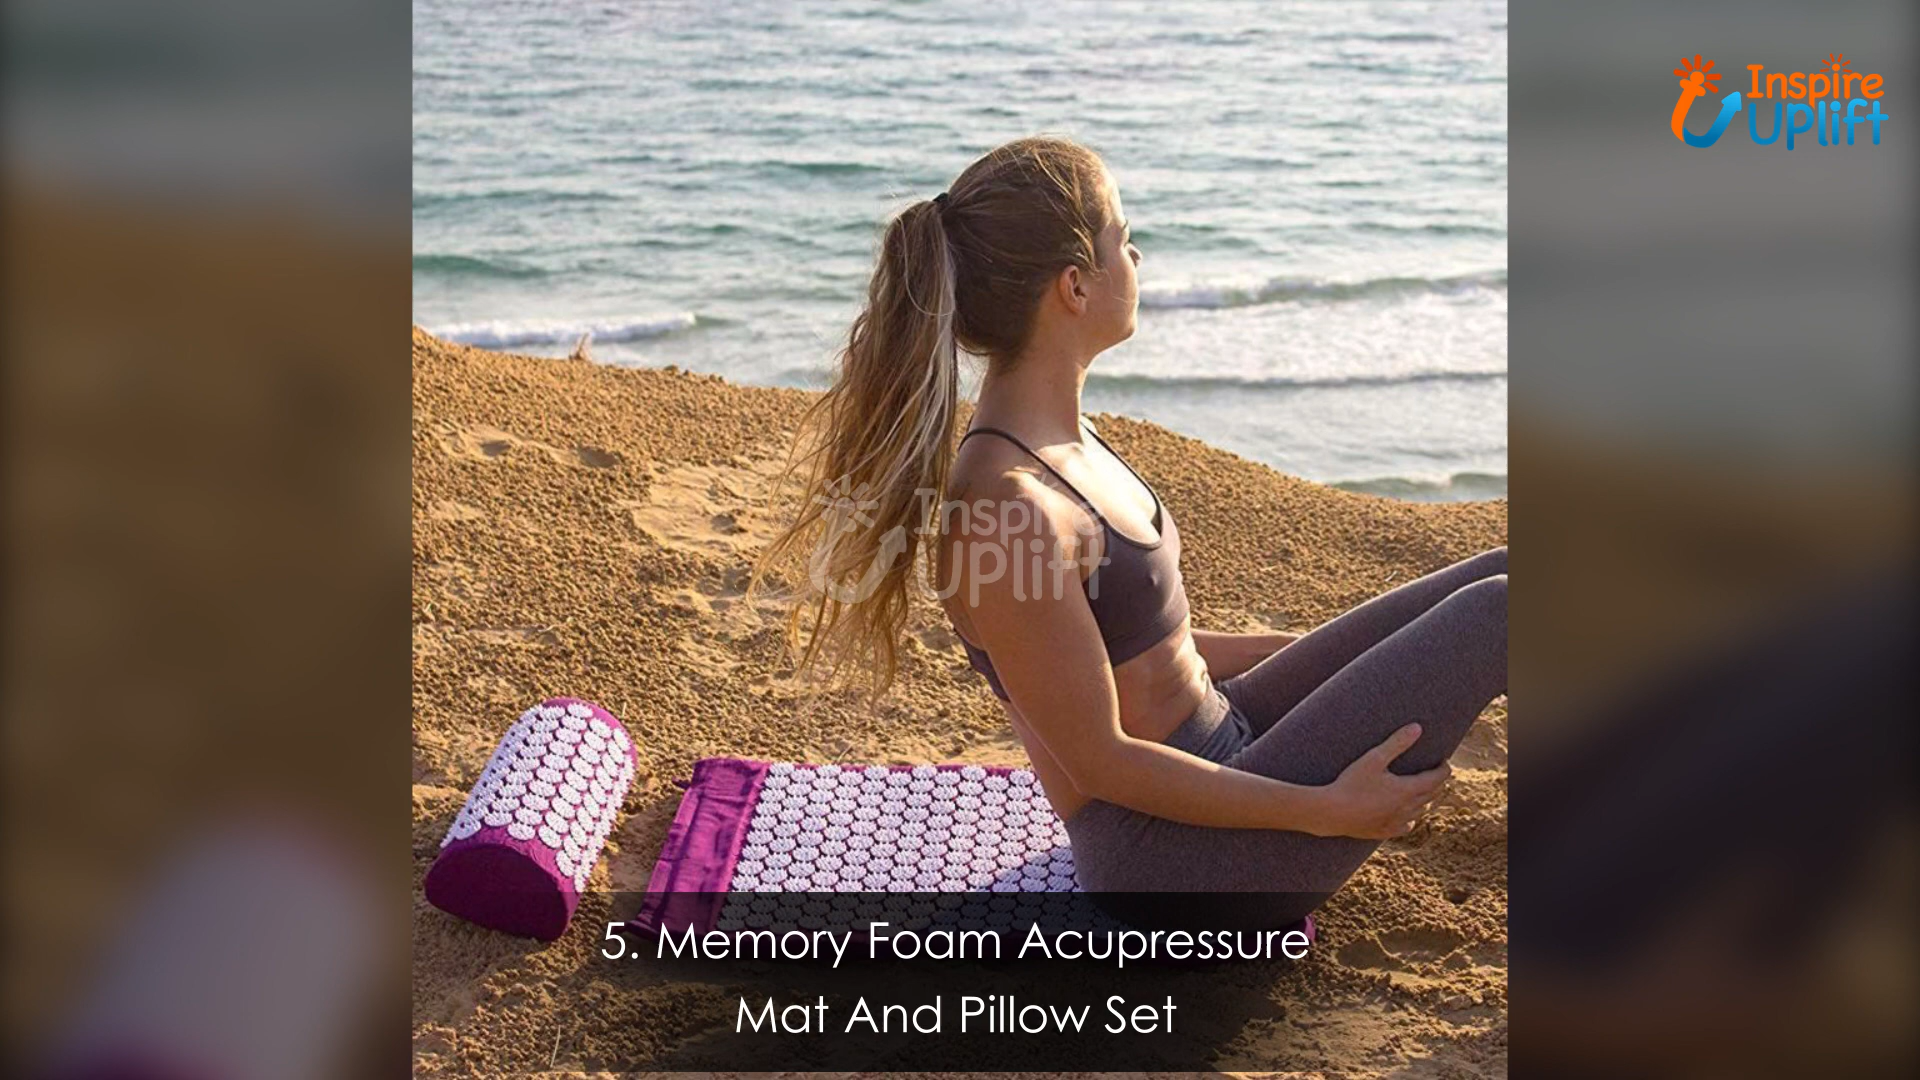 Inspire
Uplift
Inspire
Uplift
5. Memory Foam Acupressure
Mat And Pillow Set